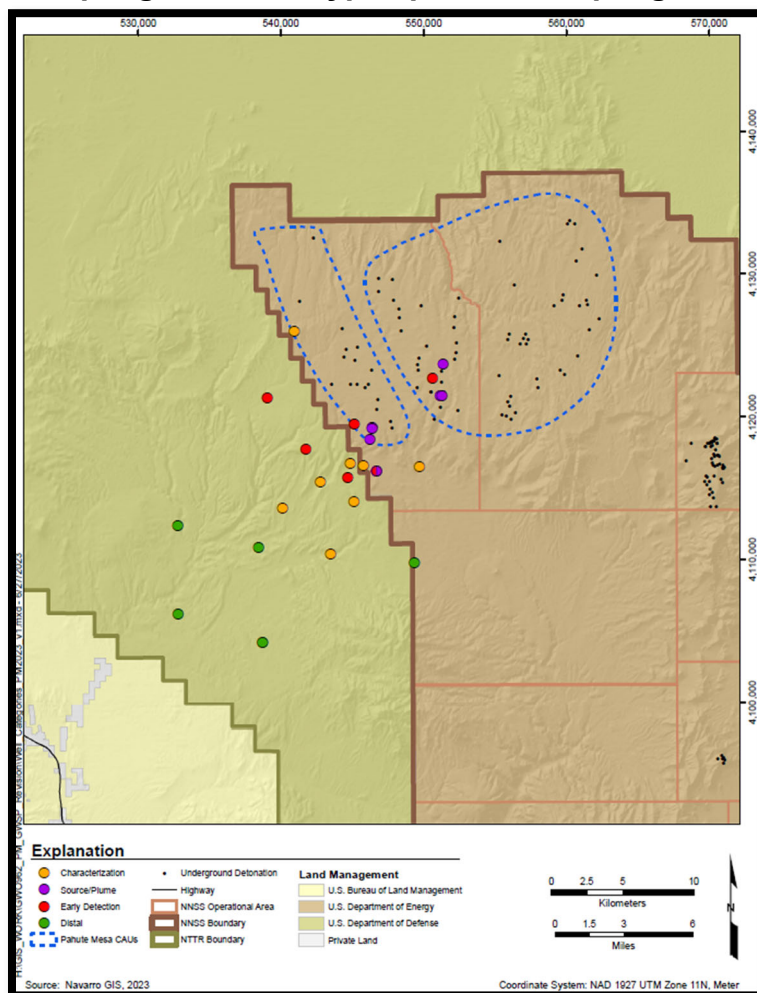 530,000 540,000 550,000 560,000 570,000
4,140,000
4,130,000
4,120,000
4,110,000
4,100,000
Explanation
Characterization
Source/Plume
Early Detection
Distal
Pahute Mesa CAUs
Underground Detonation
Highway
NNSS Operational Area
NNSS Boundary
NTTR Boundary
Land Management
U.S. Bureau of Land Management
U.S. Department of Energy
U.S. Department of Defense
Private Land
0 2.5 5 10
Kilometers
0 1.5 3 6
Miles
N
Source: Navarro GIS, 2023
Coordinate System: NAD 1927 UTM Zone 11N, Meter